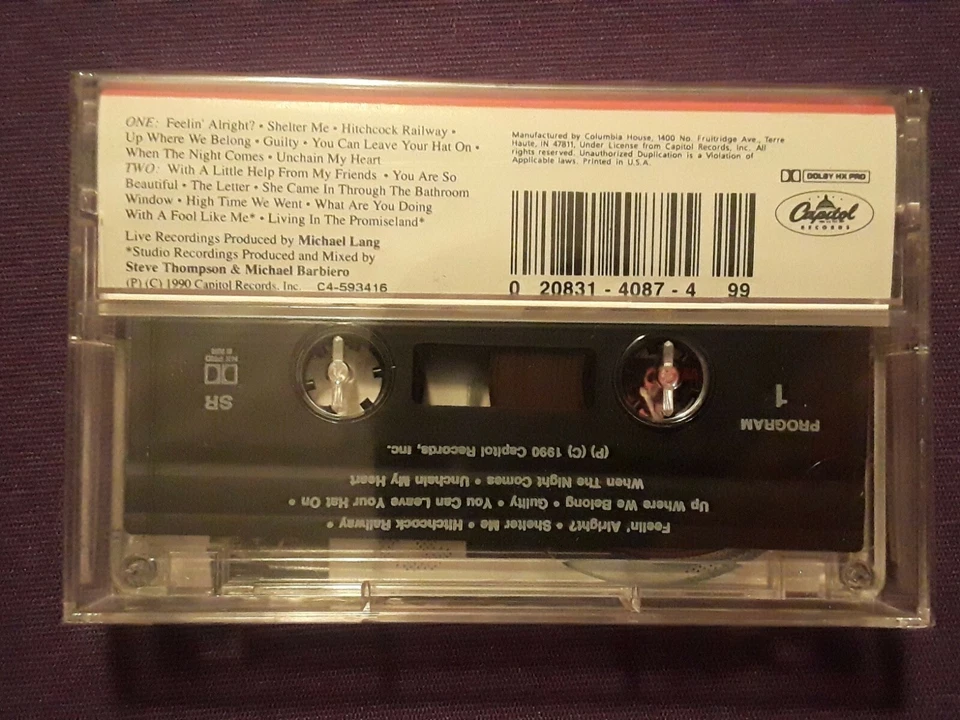 ONE: Feelin' Alright? • Shelter Me • Hitchcock Railway •
Up Where We Belong • Guilty • You Can Leave Your Hat On •
When The Night Comes • Unchain My Heart
TWO: With A Little Help From My Friends • You Are So
Beautiful • The Letter • She Came In Through The Bathroom
Window • High Time We Went • What Are You Doing
With A Fool Like Me* • Living In The Promiseland*
Live Recordings Produced by Michael Lang
*Studio Recordings Produced and Mixed by
Steve Thompson & Michael Barbiero
(P) (C) 1990 Capitol Records, Inc. C4-593416
Manufactured by Columbia House, 1400 No. Fruitridge Ave., Terre
Haute, IN 47811, Under License from Capitol Records, Inc. All
rights reserved. Unauthorized Duplication is a Violation of
Applicable laws. Printed in U.S.A.
DOLBY HX PRO
Capitol
RECORDS
0 20831 - 4087 - 4 99
Feelin' Alright? • Shelter Me • Hitchcock Railway •
Up Where We Belong • Guilty • You Can Leave Your Hat On •
When The Night Comes • Unchain My Heart
(P) (C) 1990 Capitol Records, Inc.
PROGRAM
1
SR
HX PRO
B NR